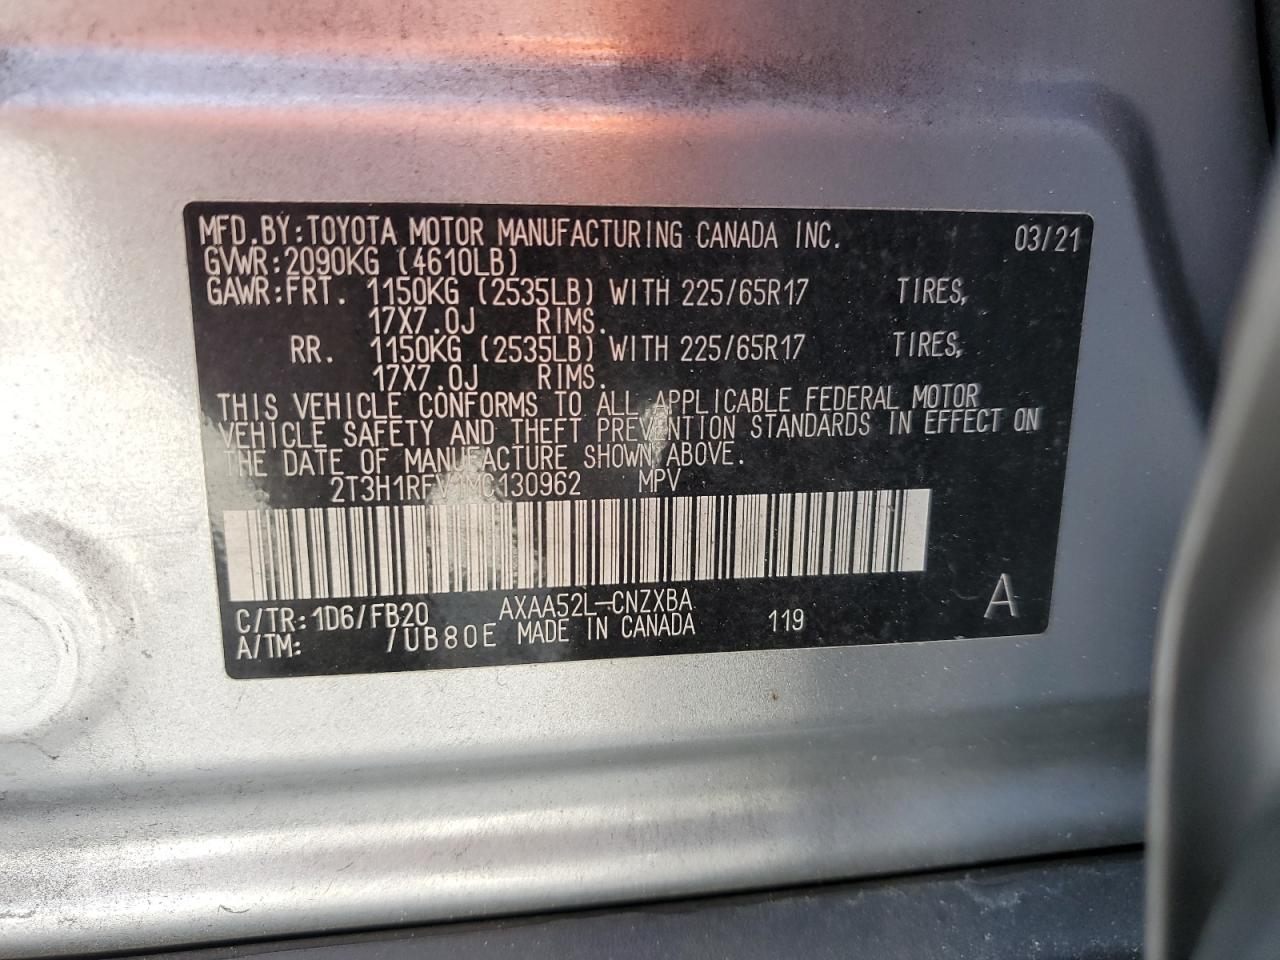 MFD.BY:TOYOTA MOTOR MANUFACTURING CANADA INC. 03/21
GVWR:2090KG (4610LB)
GAWR:FRT. 1150KG (2535LB) WITH 225/65R17 TIRES,
17X7.0J RIMS.
RR. 1150KG (2535LB) WITH 225/65R17 TIRES,
17X7.0J RIMS.
THIS VEHICLE CONFORMS TO ALL APPLICABLE FEDERAL MOTOR
VEHICLE SAFETY AND THEFT PREVENTION STANDARDS IN EFFECT ON
THE DATE OF MANUFACTURE SHOWN ABOVE.
MPV
C/TR:1D6/FB20 AXAA52L-CNZXBA
A/TM: /UB80E MADE IN CANADA 119 A